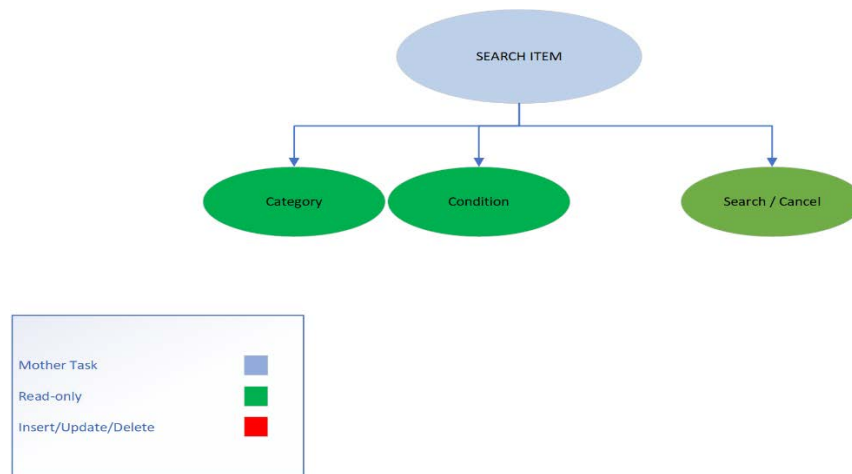 SEARCH ITEM
Category
Condition
Search / Cancel
Mother Task
Read-only
Insert/Update/Delete